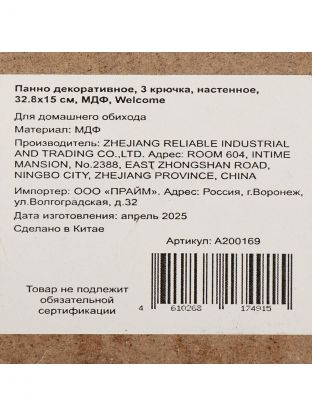 Панно декоративное, 3 крючка, настенное,
32.8х15 см, МДФ, Welcome
Для домашнего обихода
Материал: МДФ
Производитель: ZHEJIANG RELIABLE INDUSTRIAL
AND TRADING CO.,LTD. Адрес: ROOM 604, INTIME
MANSION, No.2388, EAST ZHONGSHAN ROAD,
NINGBO CITY, ZHEJIANG PROVINCE, CHINA
Импортер: ООО «ПРАЙМ». Адрес: Россия, г.Воронеж,
ул.Волгоградская, д.32
Дата изготовления: апрель 2025
Сделано в Китае
Артикул: А200169
Товар не подлежит
обязательной
сертификации
4 610268 174915